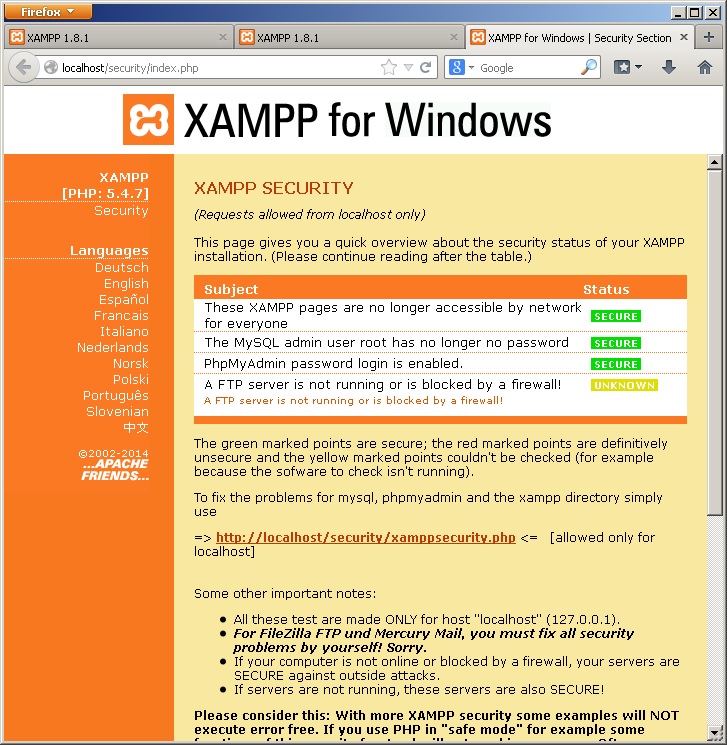 Firefox
XAMPP 1.8.1
XAMPP 1.8.1
XAMPP for Windows | Security Section
localhost/security/index.php
Google
XAMPP for Windows
XAMPP
[PHP: 5.4.7]
Security
Languages
Deutsch
English
Español
Francais
Italiano
Nederlands
Norsk
Polski
Português
Slovenian
中文
©2002-2014
...APACHE
FRIENDS...
XAMPP SECURITY
(Requests allowed from localhost only)
This page gives you a quick overview about the security status of your XAMPP
installation. (Please continue reading after the table.)
Subject Status
These XAMPP pages are no longer accessible by network
for everyone SECURE
The MySQL admin user root has no longer no password SECURE
PhpMyAdmin password login is enabled. SECURE
A FTP server is not running or is blocked by a firewall! UNKNOWN
A FTP server is not running or is blocked by a firewall!
The green marked points are secure; the red marked points are definitively
unsecure and the yellow marked points couldn't be checked (for example
because the sofware to check isn't running).
To fix the problems for mysql, phpmyadmin and the xampp directory simply
use
=> http://localhost/security/xamppsecurity.php <= [allowed only for
localhost]
Some other important notes:
All these test are made ONLY for host "localhost" (127.0.0.1).
For FileZilla FTP und Mercury Mail, you must fix all security
problems by yourself! Sorry.
If your computer is not online or blocked by a firewall, your servers are
SECURE against outside attacks.
If servers are not running, these servers are also SECURE!
Please consider this: With more XAMPP security some examples will NOT
execute error free. If you use PHP in "safe mode" for example some